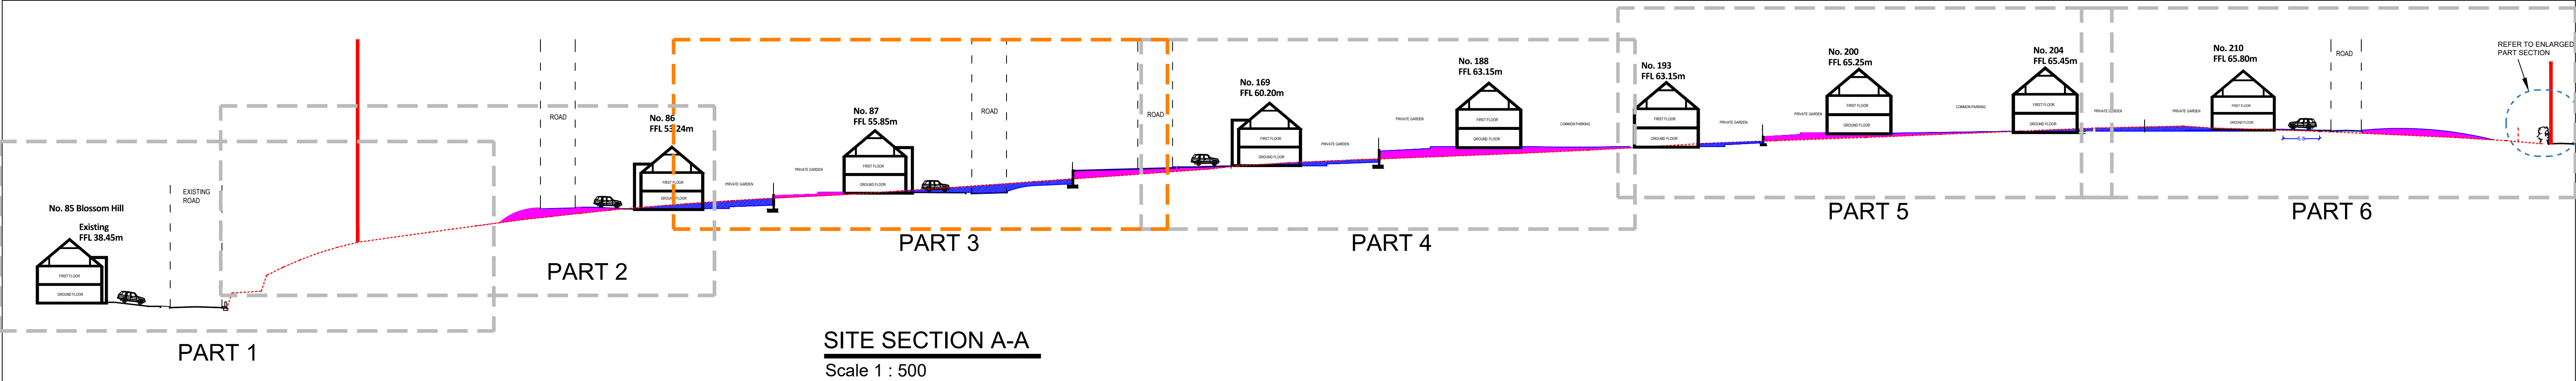 No. 85 Blossom Hill
Existing
FFL 38.45m
FIRST FLOOR
GROUND FLOOR
EXISTING
ROAD
PART 1
ROAD
PART 2
No. 86
FFL 53.24m
FIRST FLOOR
GROUND FLOOR
PRIVATE GARDEN
PRIVATE GARDEN
No. 87
FFL 55.85m
FIRST FLOOR
GROUND FLOOR
ROAD
PART 3
ROAD
No. 169
FFL 60.20m
FIRST FLOOR
GROUND FLOOR
PRIVATE GARDEN
PRIVATE GARDEN
PART 4
No. 188
FFL 63.15m
FIRST FLOOR
GROUND FLOOR
COMMON PARKING
No. 193
FFL 63.15m
FIRST FLOOR
GROUND FLOOR
PRIVATE GARDEN
PRIVATE GARDEN
No. 200
FFL 65.25m
FIRST FLOOR
GROUND FLOOR
PART 5
COMMON PARKING
No. 204
FFL 65.45m
FIRST FLOOR
GROUND FLOOR
PRIVATE GARDEN
PRIVATE GARDEN
No. 210
FFL 65.80m
FIRST FLOOR
GROUND FLOOR
5.0
ROAD
PART 6
REFER TO ENLARGED
PART SECTION
SITE SECTION A-A
Scale 1 : 500